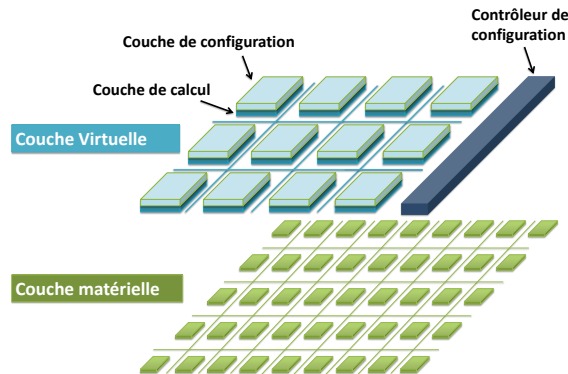 Contrôleur de
configuration
Couche de configuration
Couche de calcul
Couche Virtuelle
Couche matérielle